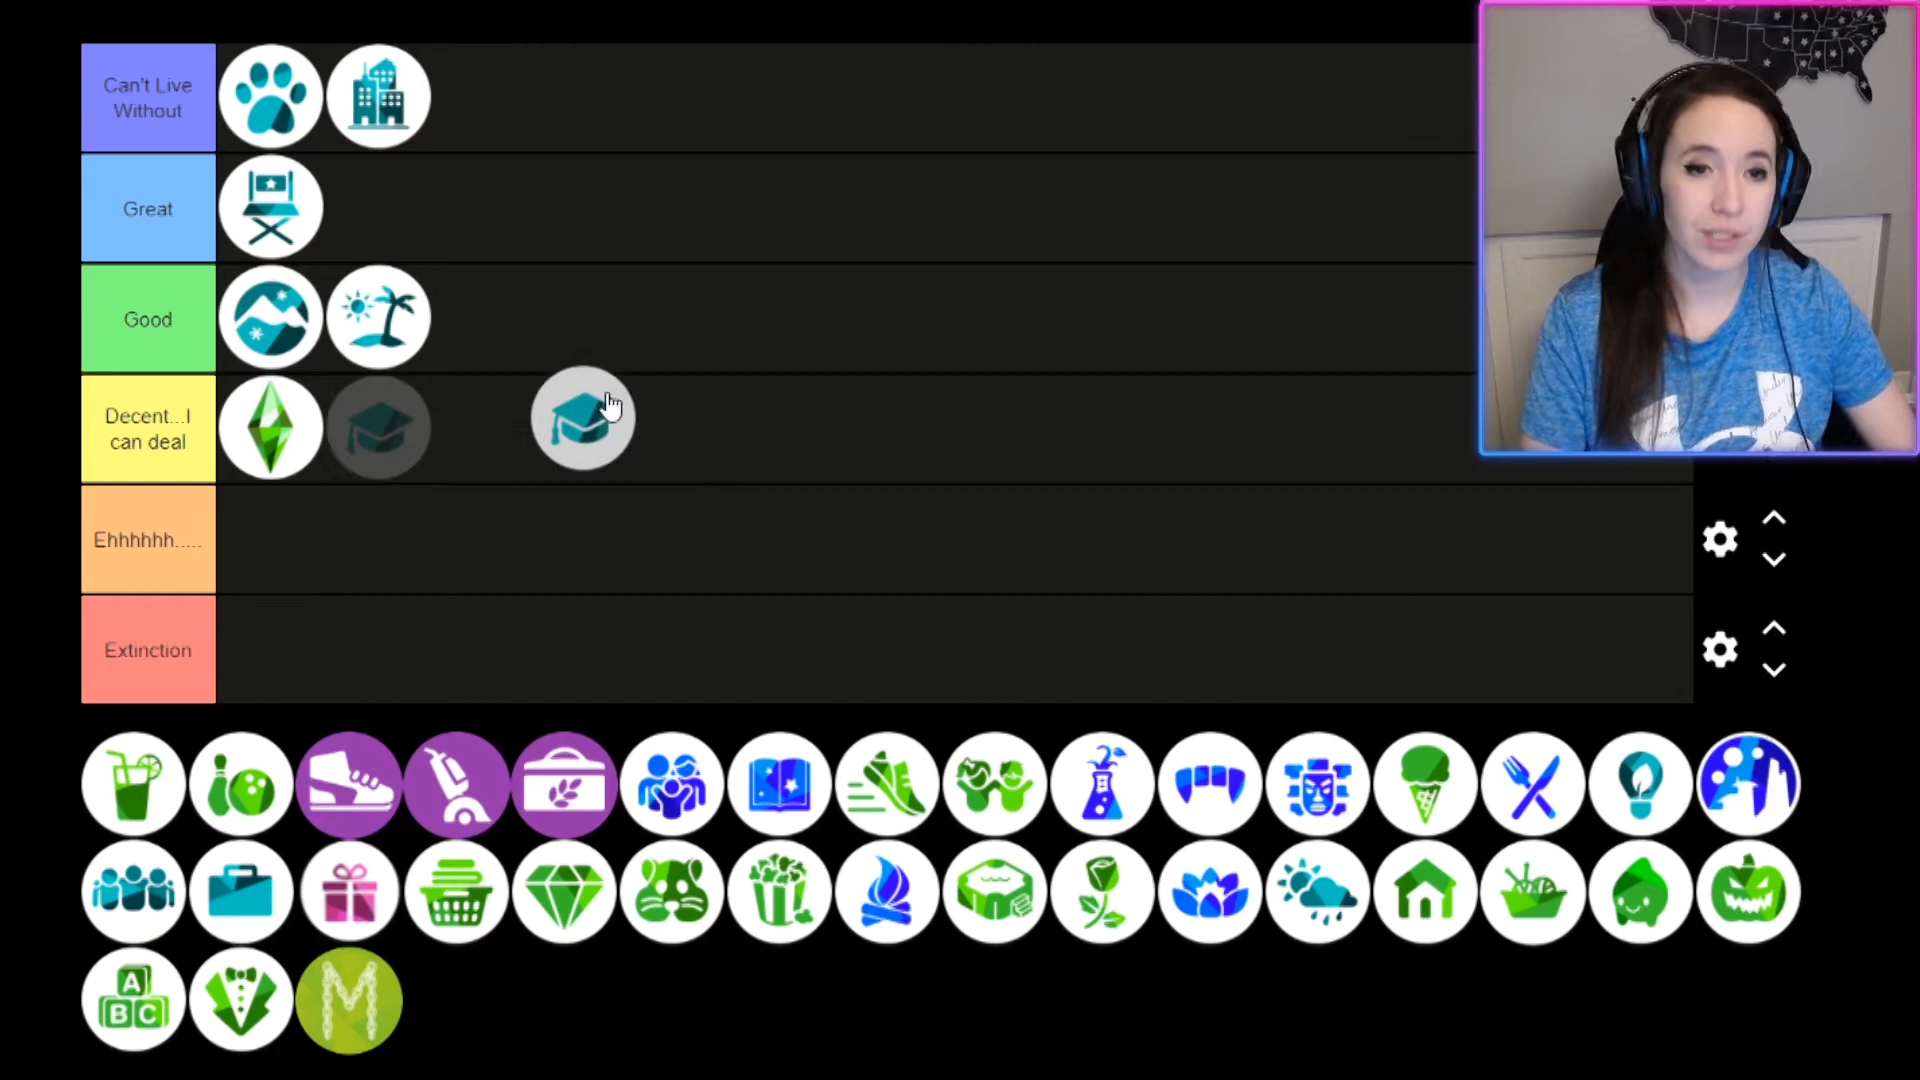 Can't Live
Without
Great
Good
Decent...I
can deal
Ehhhhhh.....
Extinction
A
B C
M